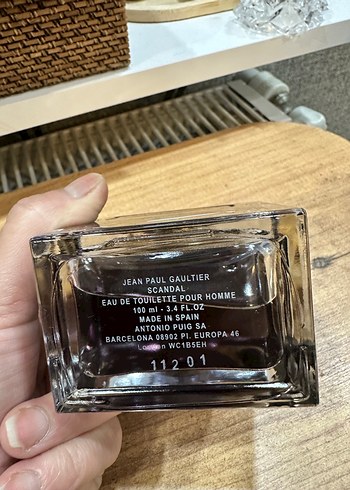 JEAN PAUL GAULTIER
SCANDAL
EAU DE TOUILETTE POUR HOMME
100 ml - 3.4 FL.OZ
MADE IN SPAIN
ANTONIO PUIG SA
BARCELONA 08902 Pl. EUROPA 46
London WC1B5EH
11201